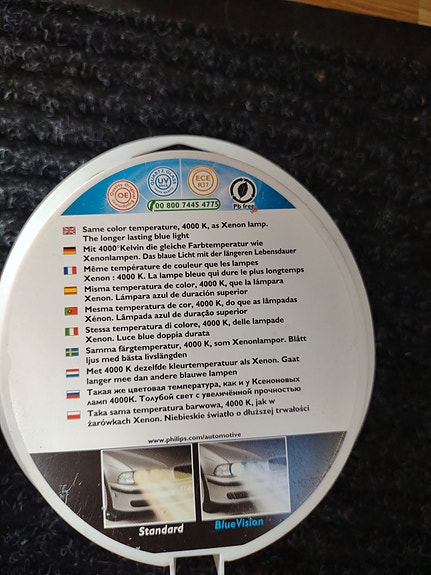 Quality Grade
OE
QUARTZ GLASS
UV
ECE
R37
Pb free
00 800 7445 4775
Same color temperature, 4000 K, as Xenon lamp.
The longer lasting blue light
Mit 4000°Kelvin die gleiche Farbtemperatur wie
Xenonlampen. Das blaue Licht mit der längeren Lebensdauer
Même température de couleur que les lampes
Xenon : 4000 K. La lampe bleue qui dure le plus longtemps
Misma temperatura de color, 4000 K, que la lámpara
Xenon. Lámpara azul de duración superior
Mesma temperatura de cor, 4000 K, do que as lâmpadas
Xénon. Lâmpada azul de duração superior
Stessa temperatura di colore, 4000 K, delle lampade
Xenon. Luce blue doppia durata
Samma färgtemperatur, 4000 K, som Xenonlampor. Blått
ljus med bästa livslängden
Met 4000 K dezelfde kleurtemperatuur als Xenon. Gaat
langer mee dan andere blauwe lampen
Такая же цветовая температура, как и у Ксеноновых
ламп 4000К. Голубой свет с увеличённой прочностью
Taka sama temperatura barwowa, 4000 K, jak w
żarówkach Xenon. Niebieskie światło o dłuższej trwałości
www.philips.com/automotive
Standard
BlueVision